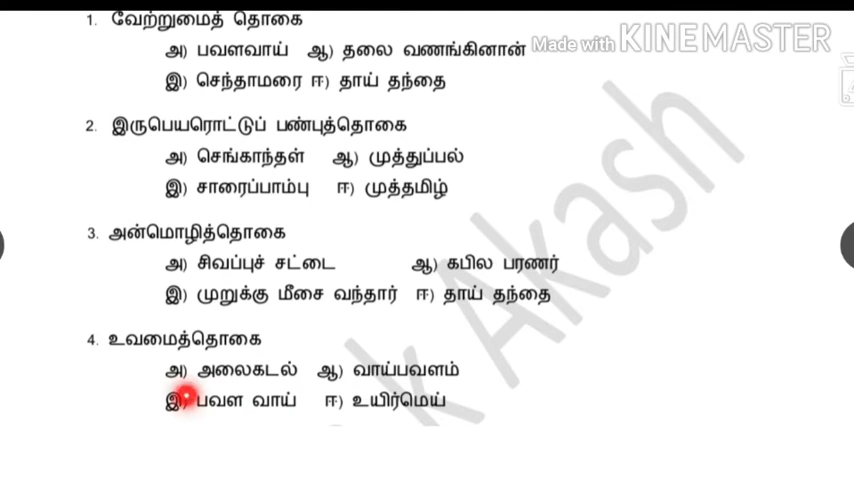 1. வேற்றுமைத் தொகை
அ) பவளவாய் ஆ) தலை வணங்கினான்
Made with KINEMASTER
இ) செந்தாமரை ஈ) தாய் தந்தை
2. இருபெயரொட்டுப் பண்புத்தொகை
அ) செங்காந்தள் ஆ) முத்துப்பல்
இ) சாரைப்பாம்பு ஈ) முத்தமிழ்
3. அன்மொழித்தொகை
அ) சிவப்புச் சட்டை ஆ) கபில பரணர்
இ) முறுக்கு மீசை வந்தார் ஈ) தாய் தந்தை
4. உவமைத்தொகை
அ) அலைகடல் ஆ) வாய்பவளம்
இ) பவள வாய் ஈ) உயிர்மெய்
k Akash